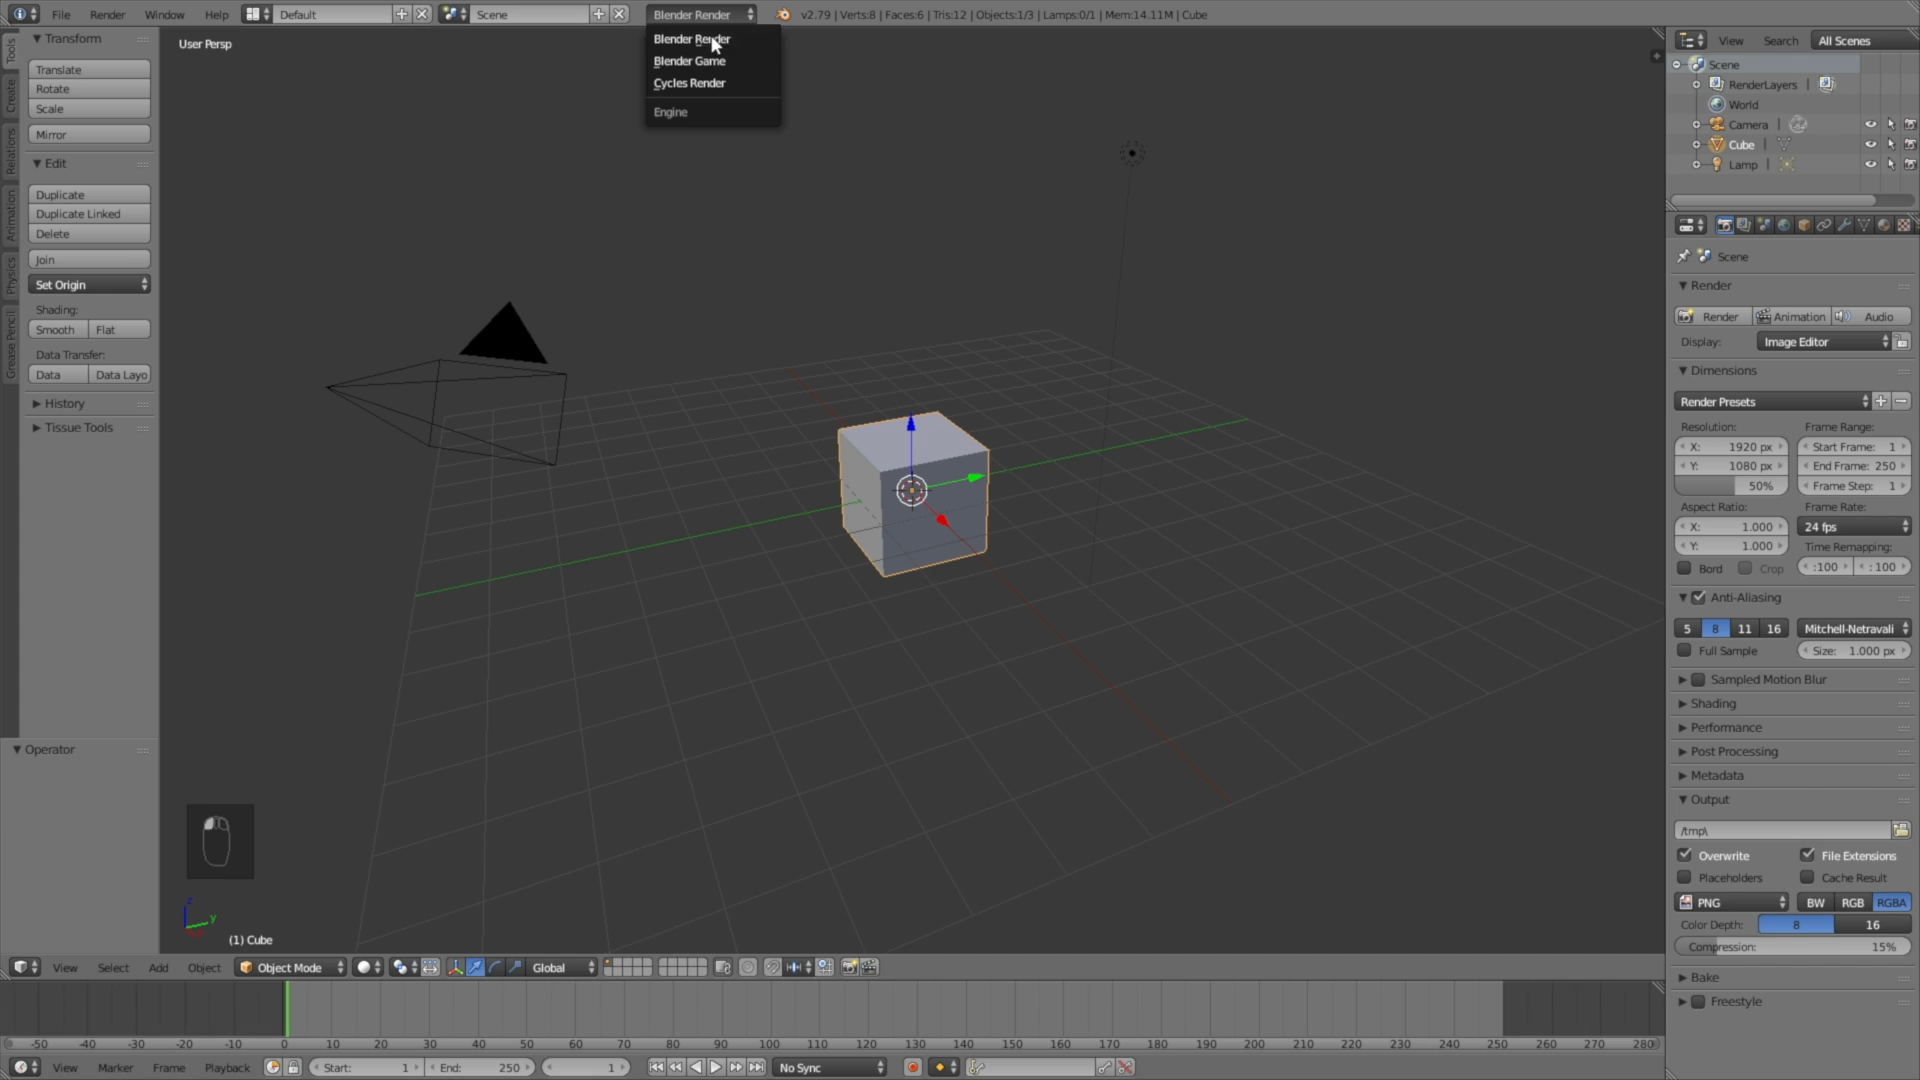 File Render Window Help Default Scene Blender Render v2.79 | Verts:8 | Faces:6 | Tris:12 | Objects:1/3 | Lamps:0/1 | Mem:14.11M | Cube
Blender Render
Blender Game
Cycles Render
Engine
User Persp
Tools
Create
Relations
Animation
Physics
Grease Pencil
Transform
Translate
Rotate
Scale
Mirror
Edit
Duplicate
Duplicate Linked
Delete
Join
Set Origin
Shading:
Smooth Flat
Data Transfer:
Data Data Layo
History
Tissue Tools
Operator
z
y
(1) Cube
View Select Add Object Object Mode Global
-50 -40 -30 -20 -10 0 10 20 30 40 50 60 70 80 90 100 110 120 130 140 150 160 170 180 190 200 210 220 230 240 250 260 270 280
View Marker Frame Playback Start: 1 End: 250 1 No Sync
View Search All Scenes
Scene
RenderLayers |
World
Camera |
Cube |
Lamp |
Scene
Render
Render Animation Audio
Display: Image Editor
Dimensions
Render Presets
Resolution: Frame Range:
X: 1920 px Start Frame: 1
Y: 1080 px End Frame: 250
50% Frame Step: 1
Aspect Ratio: Frame Rate:
X: 1.000 24 fps
Y: 1.000 Time Remapping:
Bord Crop :100 : 100
Anti-Aliasing
5 8 11 16 Mitchell-Netravali
Full Sample Size: 1.000 px
Sampled Motion Blur
Shading
Performance
Post Processing
Metadata
Output
/tmp\
Overwrite File Extensions
Placeholders Cache Result
PNG BW RGB RGBA
Color Depth: 8 16
Compression: 15%
Bake
Freestyle